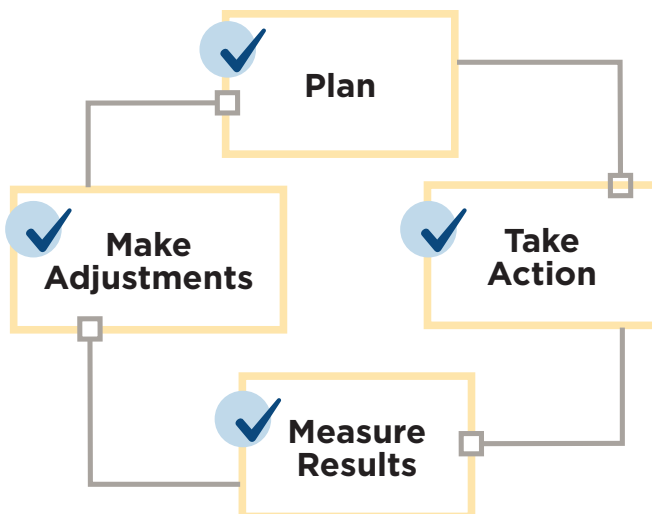 Plan
Take
Action
Make
Adjustments
Measure
Results